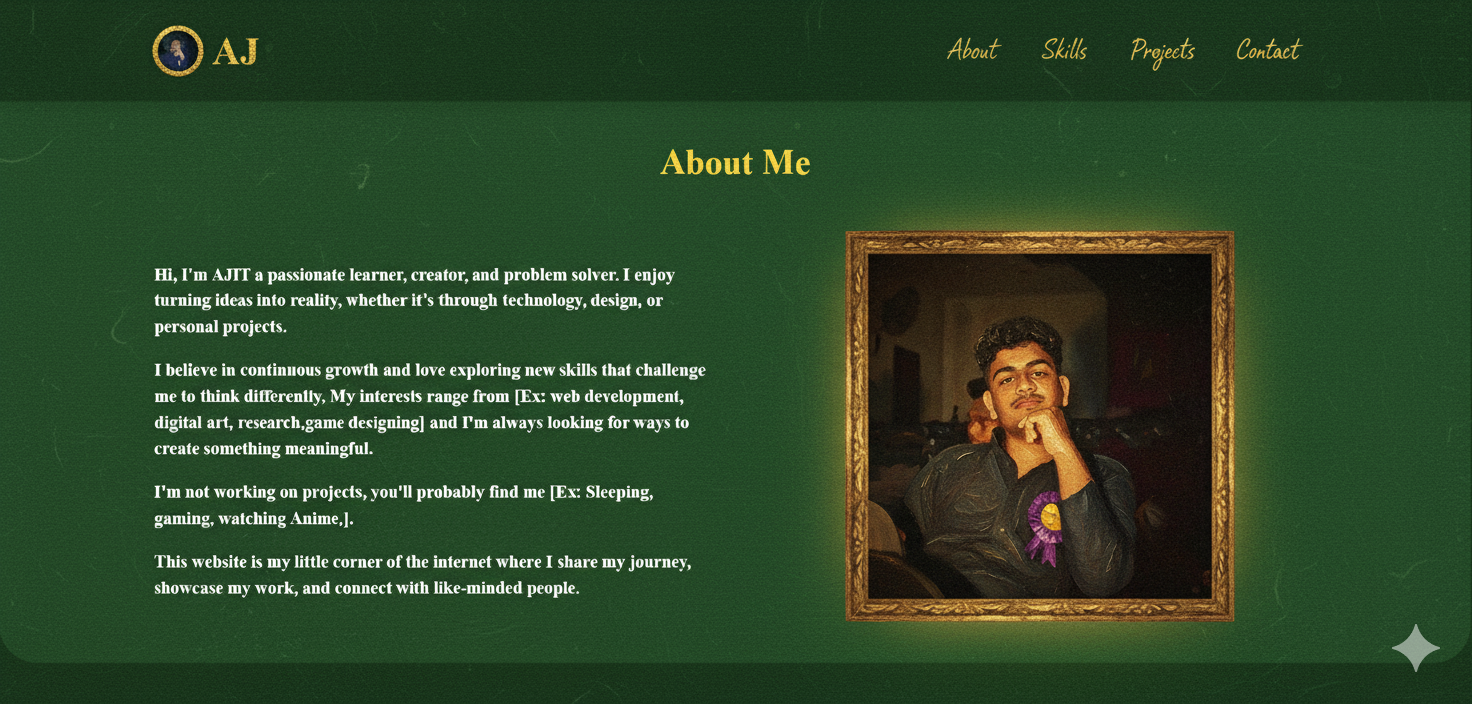 AJ
About Skills Projects Contact
About Me
Hi, I'm AJIT a passionate learner, creator, and problem solver. I enjoy
turning ideas into reality, whether it's through technology, design, or
personal projects.
I believe in continuous growth and love exploring new skills that challenge
me to think differently, My interests range from [Ex: web development,
digital art, research,game designing] and I'm always looking for ways to
create something meaningful.
I'm not working on projects, you'll probably find me [Ex: Sleeping,
gaming, watching Anime,].
This website is my little corner of the internet where I share my journey,
showcase my work, and connect with like-minded people.